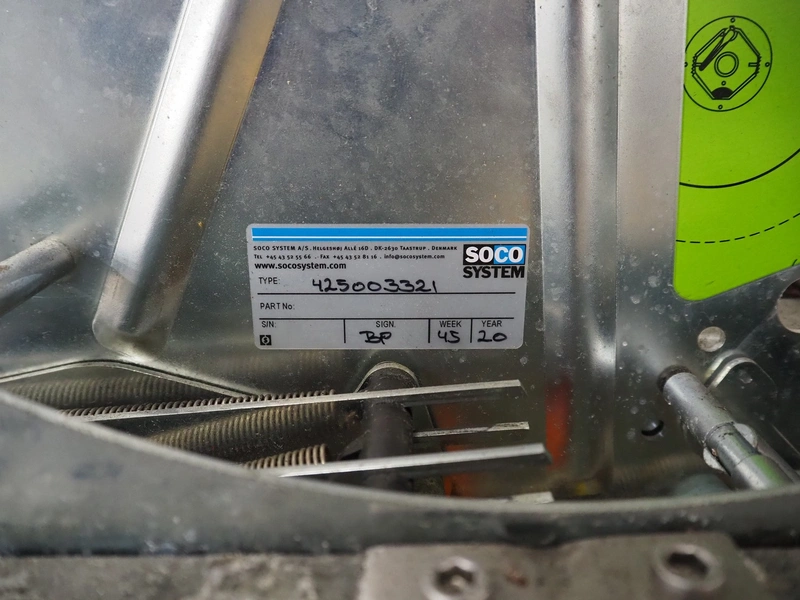 SOCO SYSTEM A/S . HELGESHØJ ALLÉ 16D . DK-2630 TAASTRUP . DENMARK
TEL +45 43 52 55 66 . FAX +45 43 52 81 16 . info@socosystem.com
www.socosystem.com
SOCO
SYSTEM
TYPE: 425003321
PART No:
S/N: SIGN. WEEK YEAR
BP 45 20